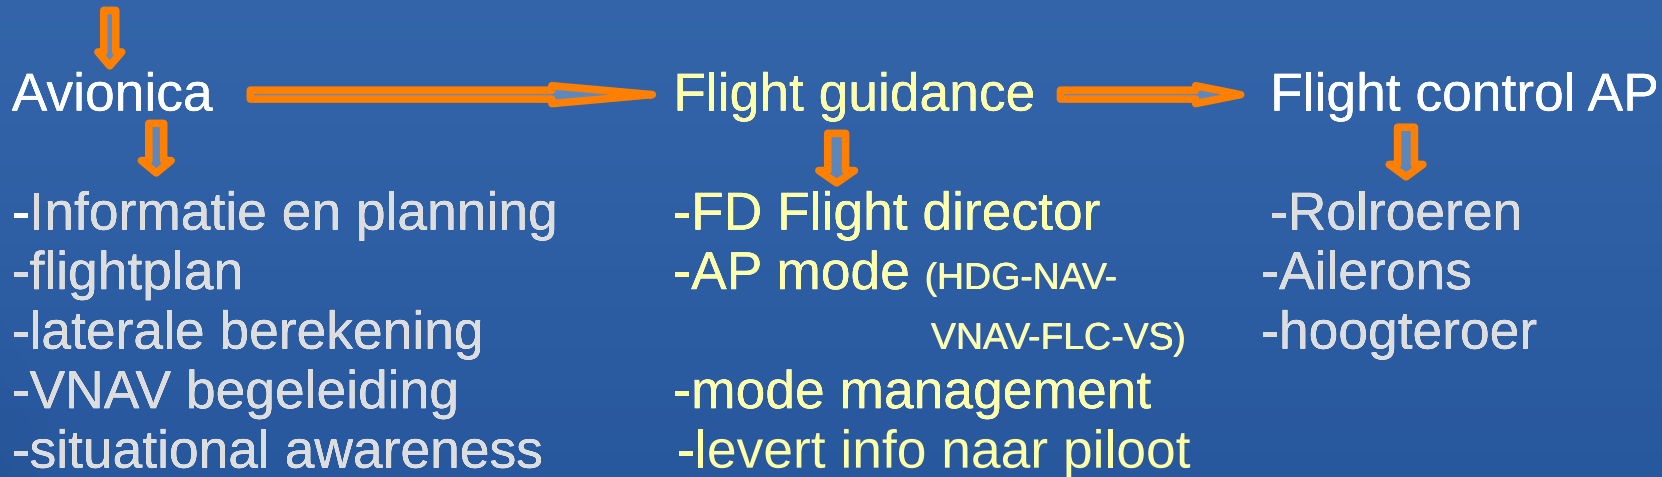 Avionica Flight guidance Flight control AP
-Informatie en planning -FD Flight director -Rolroeren
-flightplan -AP mode (HDG-NAV- -Ailerons
-laterale berekening VNAV-FLC-VS) -hoogteroer
-VNAV begeleiding -mode management
-situational awareness -levert info naar piloot